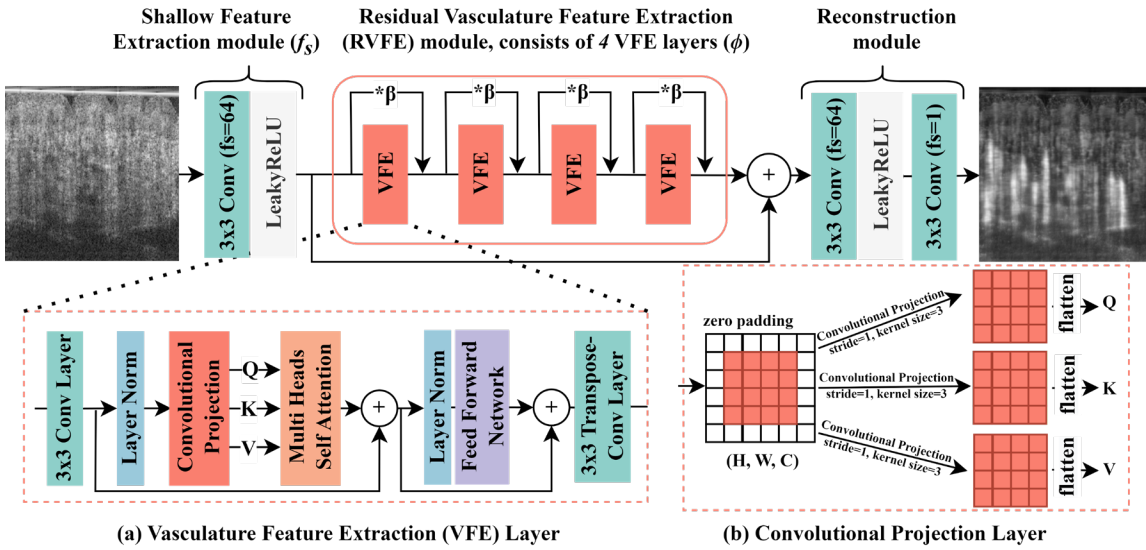 Shallow Feature
Extraction module (fs)
Residual Vasculature Feature Extraction
(RVFE) module, consists of 4 VFE layers (ϕ)
Reconstruction
module
3x3 Conv (fs=64)
LeakyReLU
*β
*β
*β
*β
VFE
VFE
VFE
VFE
+
3x3 Conv (fs=64)
LeakyReLU
3x3 Conv (fs=1)
3x3 Conv Layer
Layer Norm
Convolutional
Projection
Q
K
V
Multi Heads
Self Attention
+
Layer Norm
Feed Forward
Network
+
3x3 Transpose-
Conv Layer
(a) Vasculature Feature Extraction (VFE) Layer
zero padding
(H, W, C)
Convolutional Projection
stride=1, kernel size=3
Convolutional Projection
stride=1, kernel size=3
Convolutional Projection
stride=1, kernel size=3
flatten
Q
flatten
K
flatten
V
(b) Convolutional Projection Layer